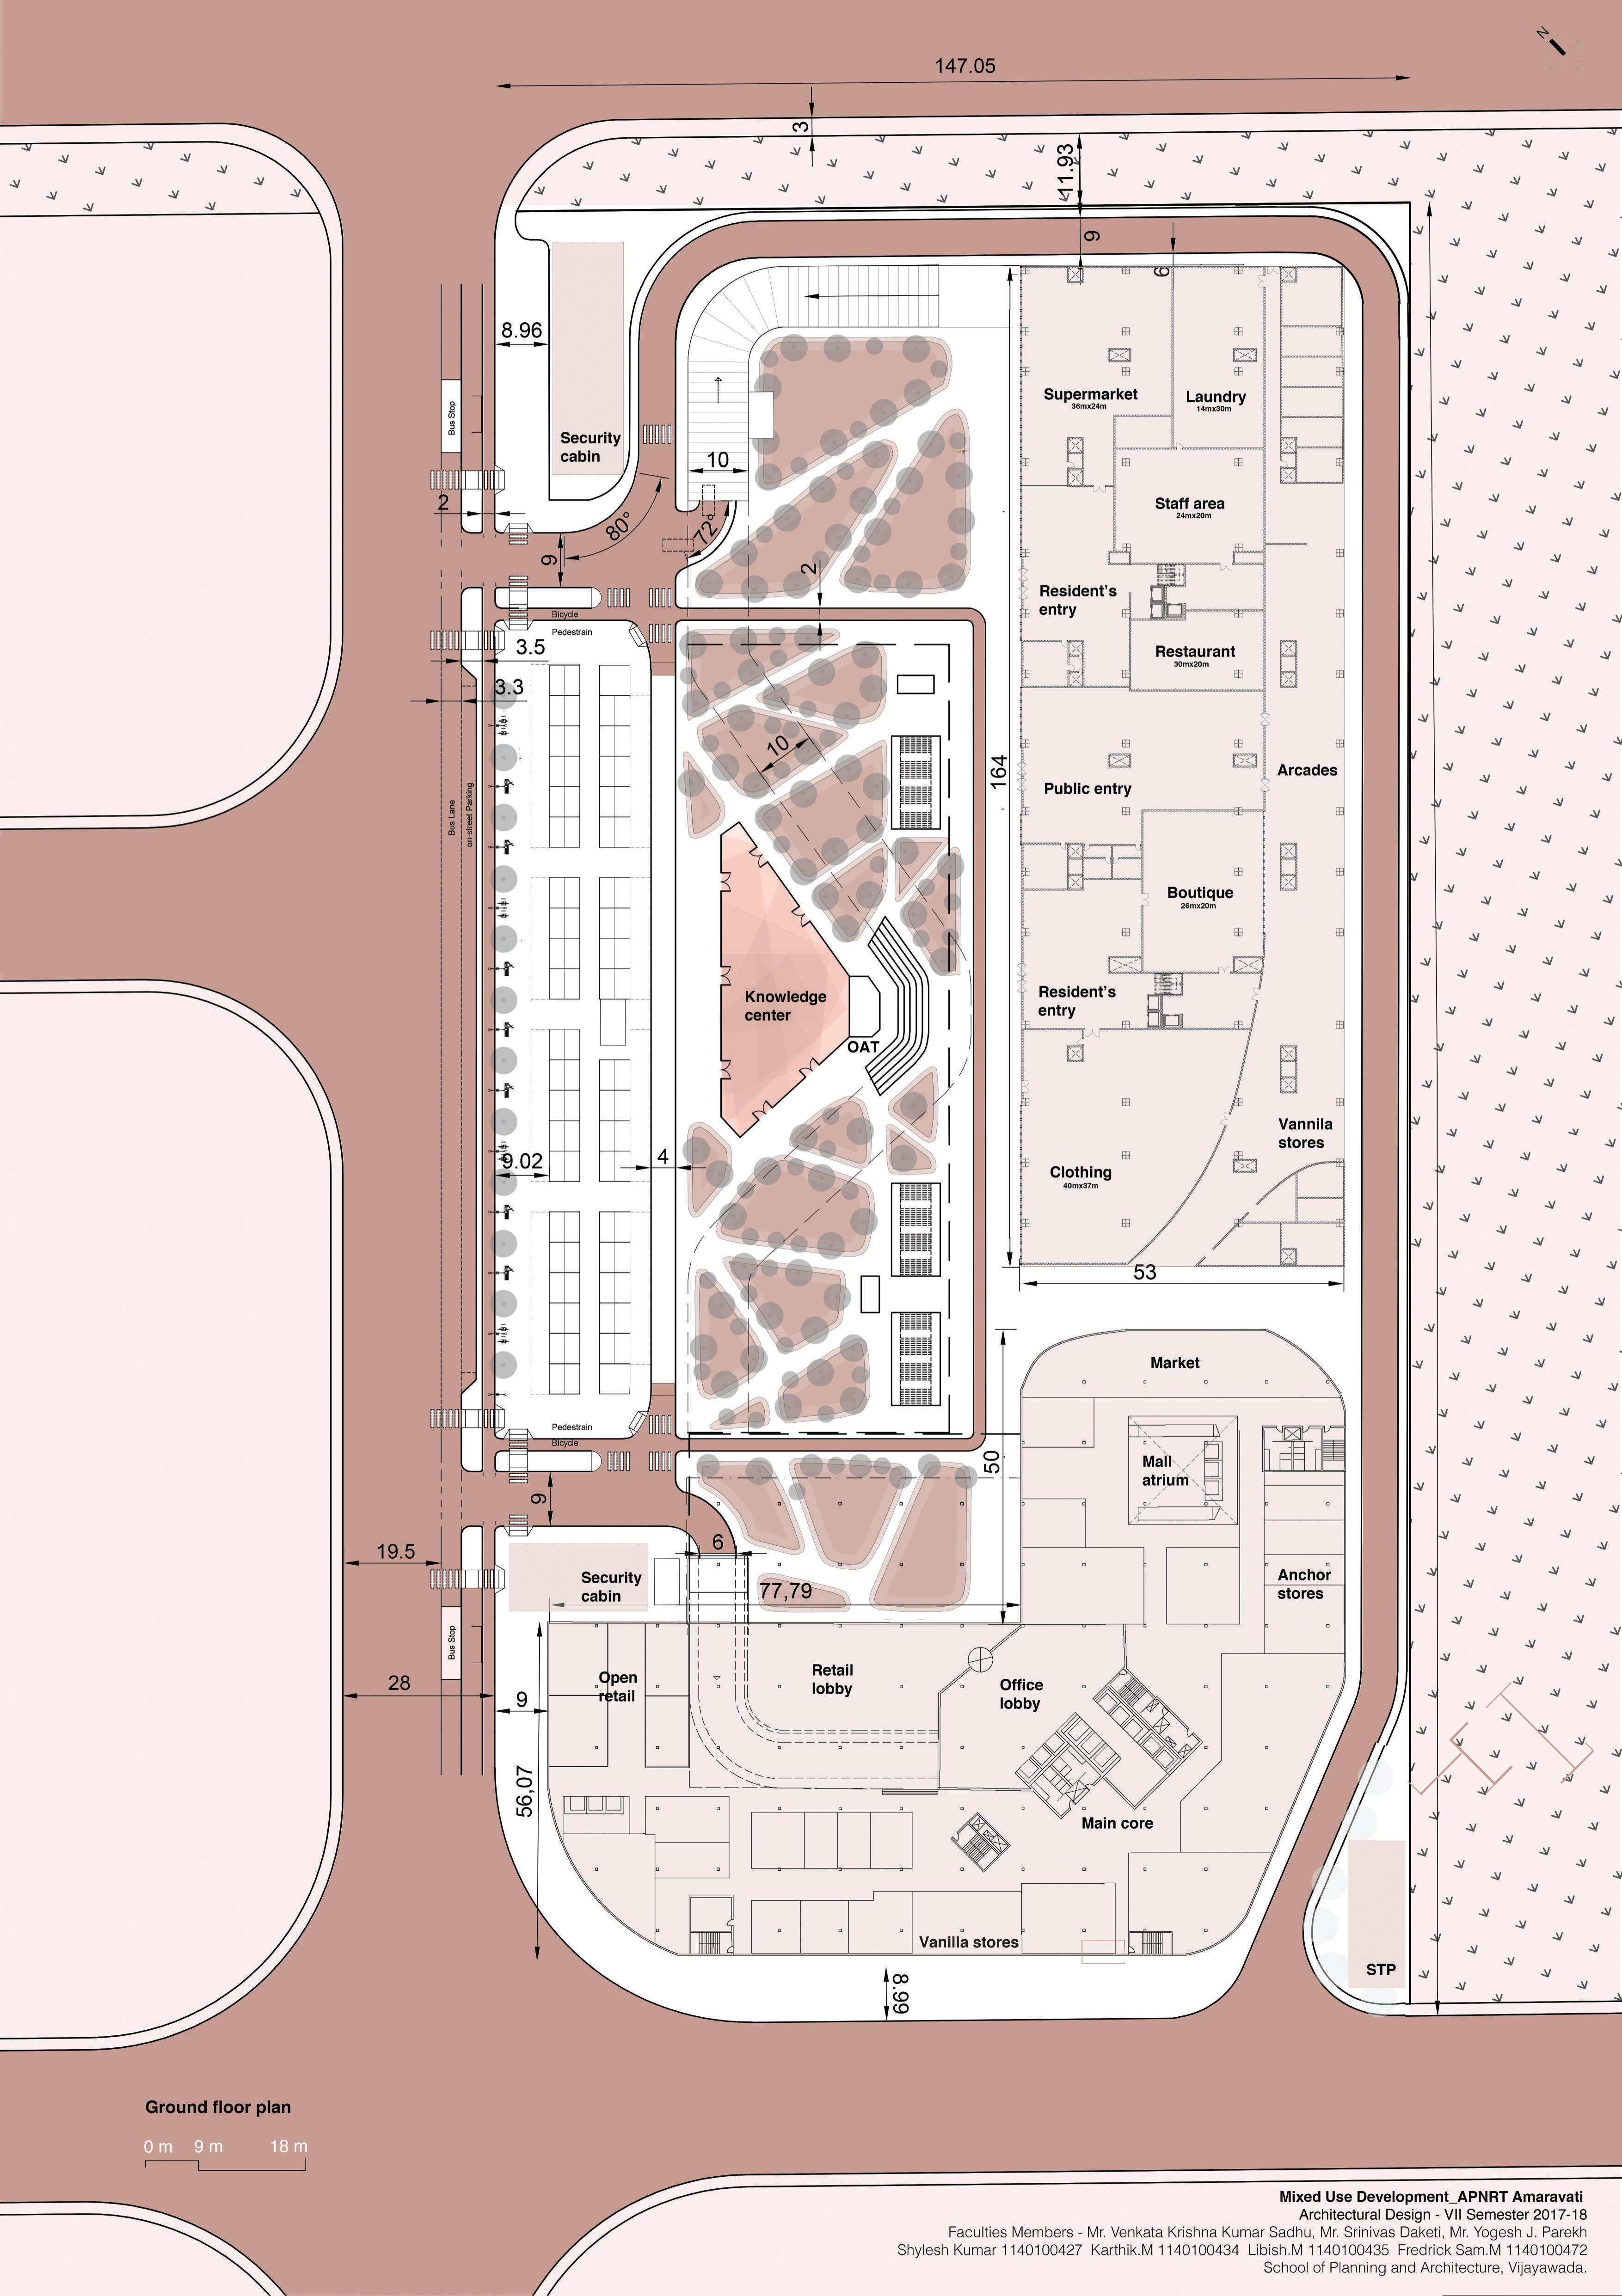 N
147.05
3
11.93
9
6
8.96
Bus Stop
Security
cabin
Supermarket
36mx24m
Laundry
14mx30m
10
2
80°
72°
9
Staff area
24mx20m
2
Resident's
entry
Bicycle
Pedestrain
3.5
Restaurant
30mx20m
3.3
10
164
Arcades
Public entry
Bus Lane
on-street Parking
Boutique
26mx20m
Knowledge
center
Resident's
entry
OAT
Vannila
stores
9.02
4
Clothing
40mx37m
53
Market
Pedestrain
Bicycle
50
Mall
atrium
9
6
19.5
Security
cabin
77,79
Anchor
stores
Bus Stop
Open
retail
Retail
lobby
Office
lobby
28
9
56,07
Main core
Vanilla stores
STP
8.99
Ground floor plan
0 m 9 m 18 m
Mixed Use Development_APNRT Amaravati
Architectural Design - VII Semester 2017-18
Faculties Members - Mr. Venkata Krishna Kumar Sadhu, Mr. Srinivas Daketi, Mr. Yogesh J. Parekh
Shylesh Kumar 1140100427 Karthik.M 1140100434 Libish.M 1140100435 Fredrick Sam.M 1140100472
School of Planning and Architecture, Vijayawada.